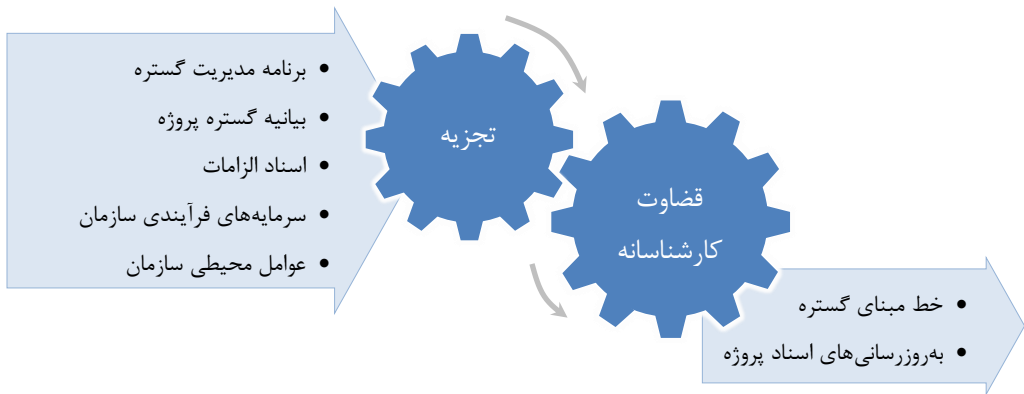 • برنامه مدیریت گستره
• بیانیه گستره پروژه
• اسناد الزامات
• سرمایه‌های فرآیندی سازمان
• عوامل محیطی سازمان
تجزیه
قضاوت
کارشناسانه
• خط مبنای گستره
• به‌روزرسانی‌های اسناد پروژه